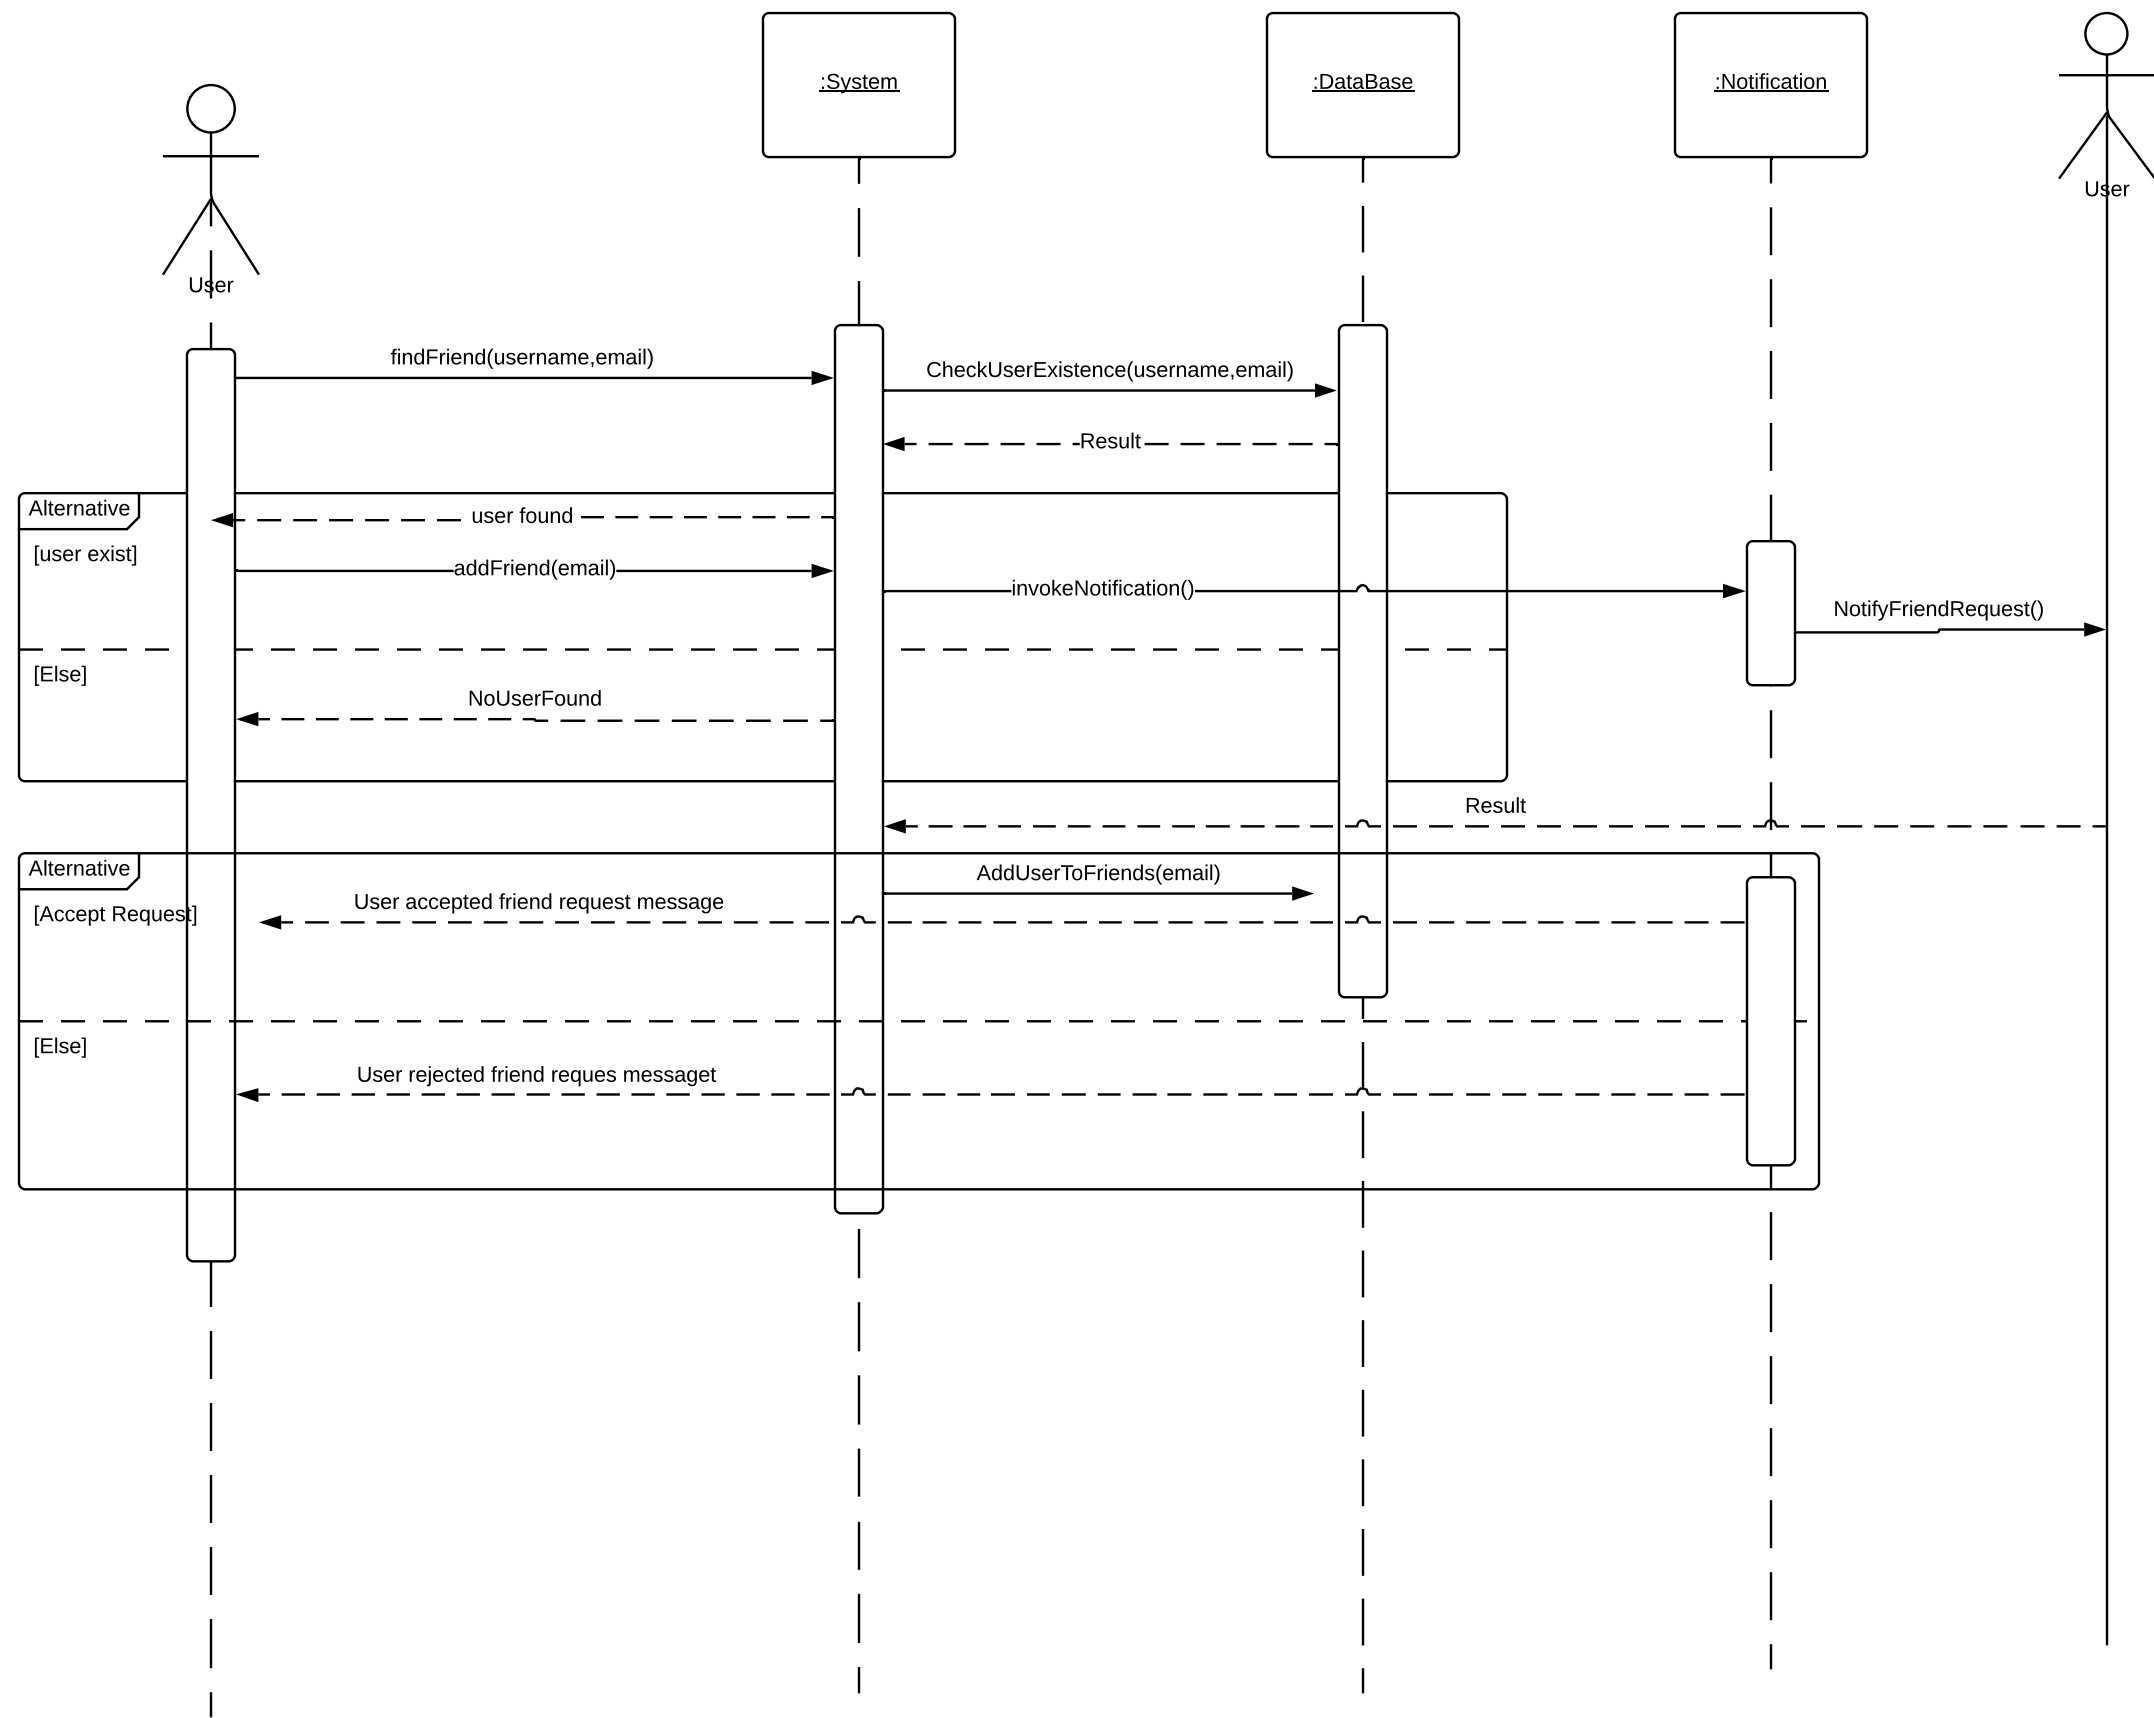 :System
:DataBase
:Notification
User
User
findFriend(username,email)
CheckUserExistence(username,email)
Result
Alternative
user found
[user exist]
addFriend(email)
invokeNotification()
NotifyFriendRequest()
[Else]
NoUserFound
Result
Alternative
AddUserToFriends(email)
User accepted friend request message
[Accept Request]
[Else]
User rejected friend reques messaget